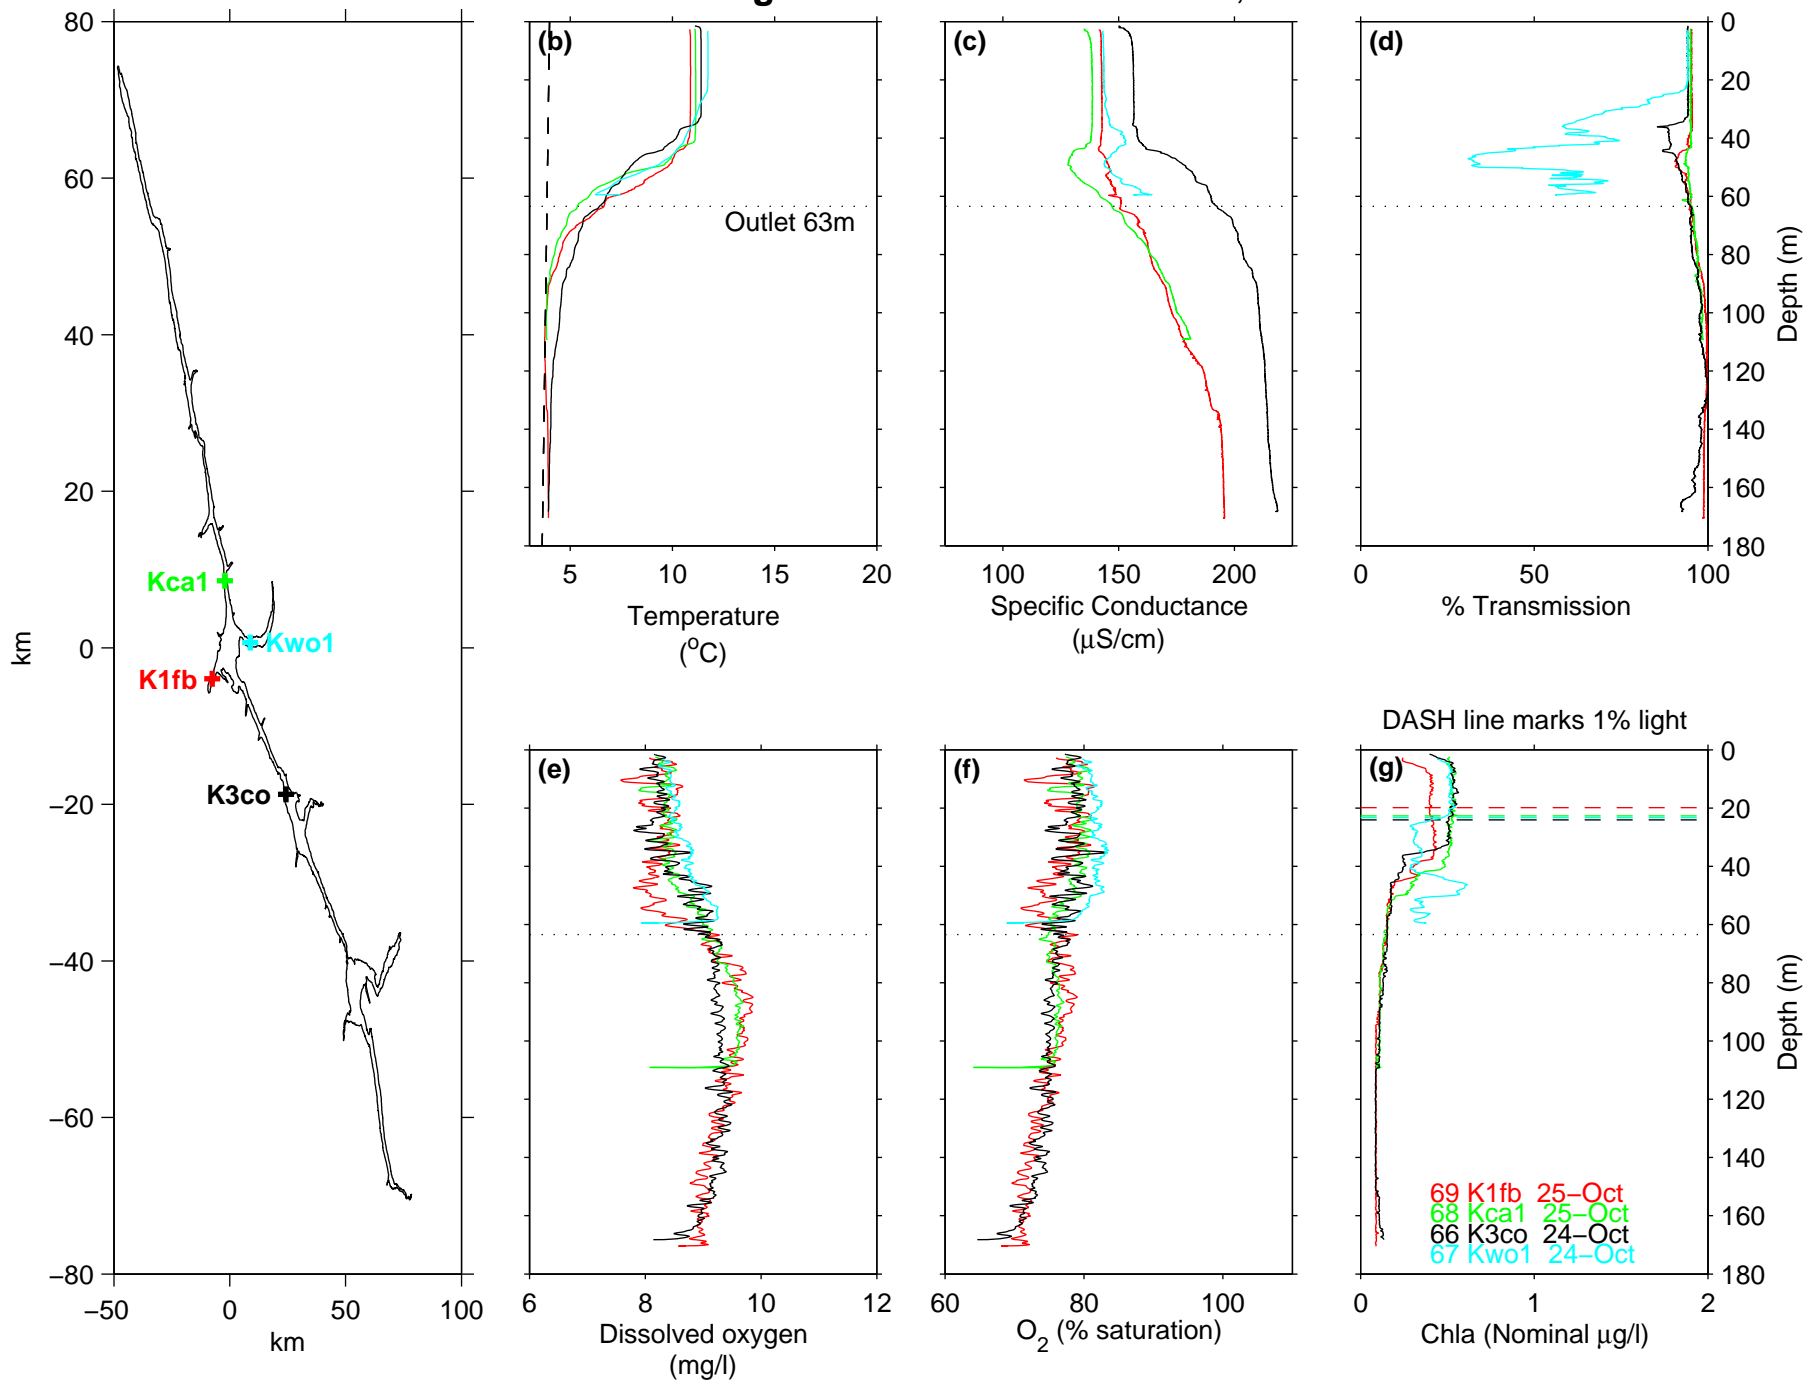 80
60
40
20
0
−20
−40
−60
−80
km
−50 0 50 100
km
Kca1
Kwo1
K1fb
K3co
(b)
Outlet 63m
5 10 15 20
Temperature
(oC)
(c)
100 150 200
Specific Conductance
(μS/cm)
(d)
0 50 100
% Transmission
0
20
40
60
80
100
120
140
160
180
Depth (m)
(e)
6 8 10 12
Dissolved oxygen
(mg/l)
(f)
60 80 100
O2 (% saturation)
DASH line marks 1% light
(g)
69 K1fb 25−Oct
68 Kca1 25−Oct
66 K3co 24−Oct
67 Kwo1 24−Oct
0 1 2
Chla (Nominal μg/l)
0
20
40
60
80
100
120
140
160
180
Depth (m)